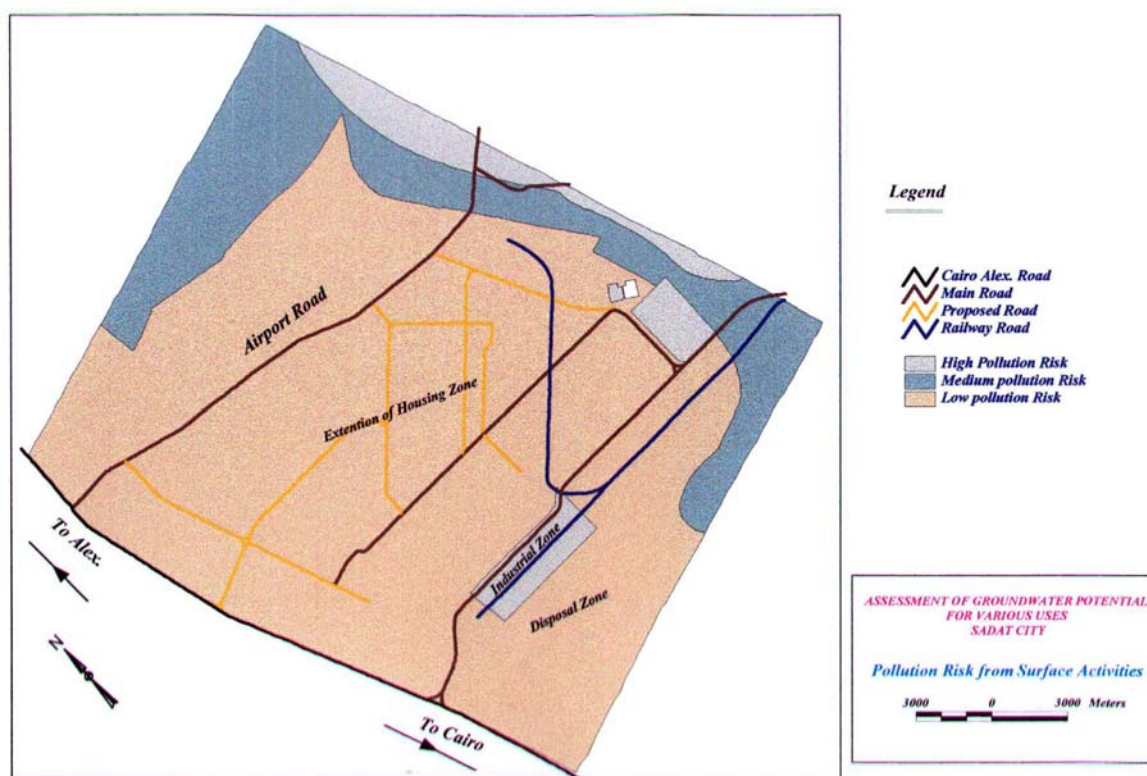 Airport Road
Extention of Housing Zone
Industrial Zone
Disposal Zone
To Alex.
To Cairo
N
Legend
Cairo Alex. Road
Main Road
Proposed Road
Railway Road
High Pollution Risk
Medium pollution Risk
Low pollution Risk
ASSESSMENT OF GROUNDWATER POTENTIAL
FOR VARIOUS USES
SADAT CITY
Pollution Risk from Surface Activities
3000 0 3000 Meters